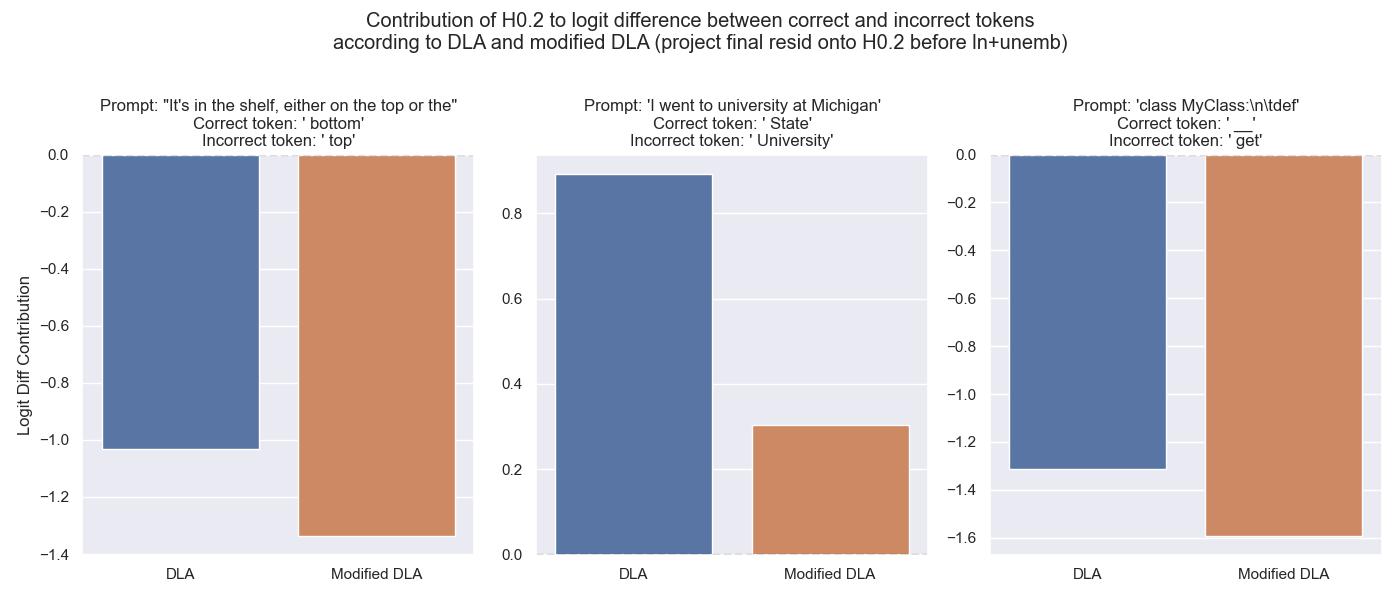 Contribution of H0.2 to logit difference between correct and incorrect tokens
according to DLA and modified DLA (project final resid onto H0.2 before ln+unemb)
Prompt: "It's in the shelf, either on the top or the"
Correct token: ' bottom'
Incorrect token: ' top'
Logit Diff Contribution
0.0
−0.2
−0.4
−0.6
−0.8
−1.0
−1.2
−1.4
DLA
Modified DLA
Prompt: 'I went to university at Michigan'
Correct token: ' State'
Incorrect token: ' University'
0.8
0.6
0.4
0.2
0.0
DLA
Modified DLA
Prompt: 'class MyClass:\n\tdef'
Correct token: ' __'
Incorrect token: ' get'
0.0
−0.2
−0.4
−0.6
−0.8
−1.0
−1.2
−1.4
−1.6
DLA
Modified DLA